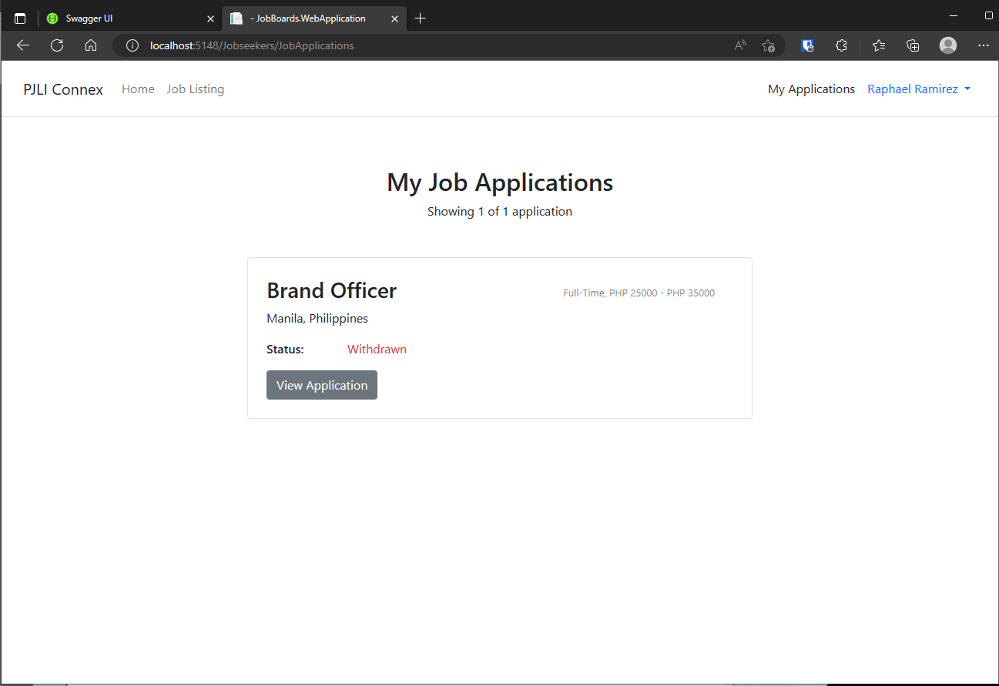 Swagger UI
- JobBoards.WebApplication
localhost:5148/Jobseekers/JobApplications
PJLI Connex Home Job Listing My Applications Raphael Ramirez
My Job Applications
Showing 1 of 1 application
Brand Officer
Full-Time, PHP 25000 - PHP 35000
Manila, Philippines
Status: Withdrawn
View Application